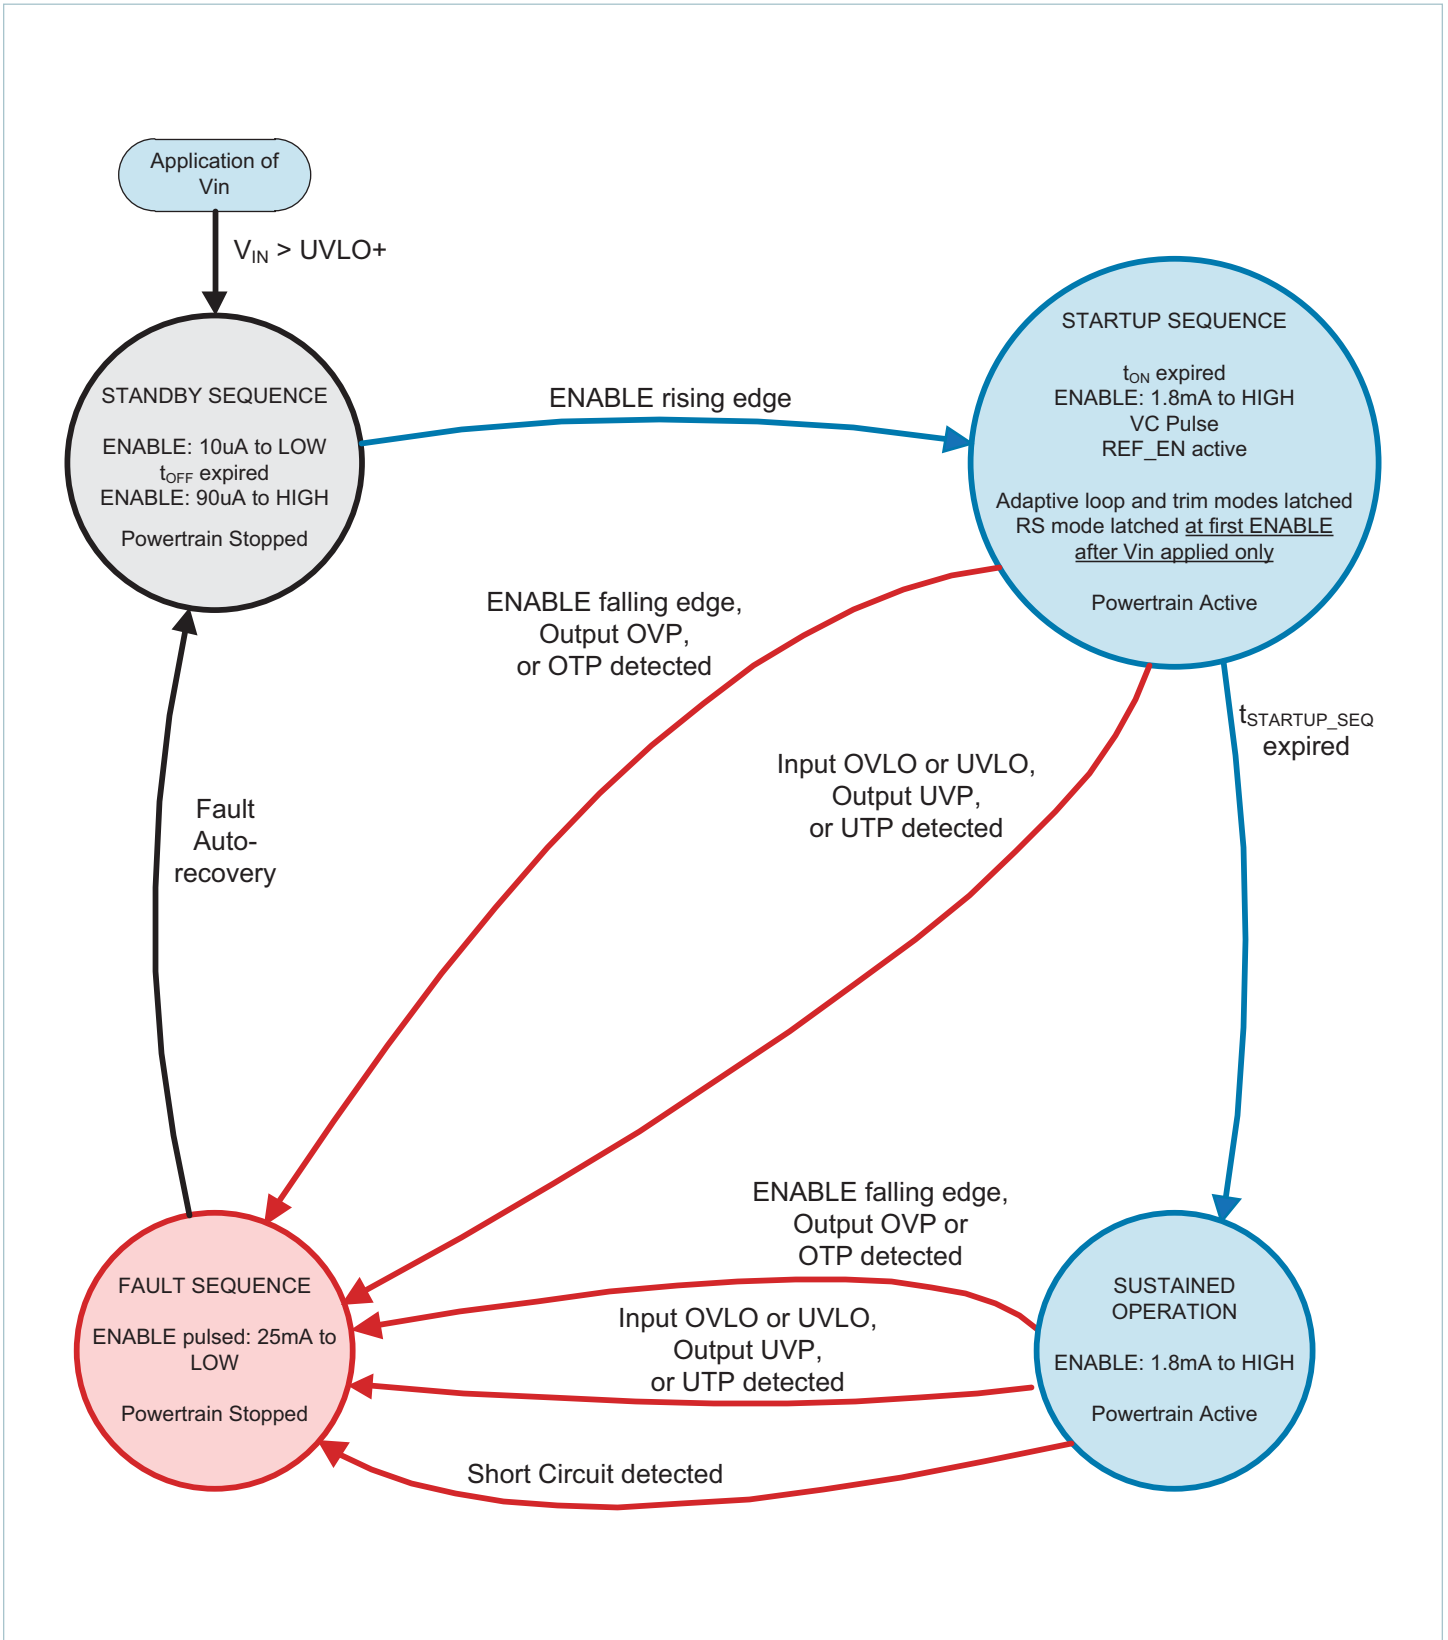 Application of
Vin
V_IN > UVLO+
STANDBY SEQUENCE
ENABLE: 10uA to LOW
t_OFF expired
ENABLE: 90uA to HIGH
Powertrain Stopped
ENABLE rising edge
STARTUP SEQUENCE
t_ON expired
ENABLE: 1.8mA to HIGH
VC Pulse
REF_EN active
Adaptive loop and trim modes latched
RS mode latched at first ENABLE
after Vin applied only
Powertrain Active
ENABLE falling edge,
Output OVP,
or OTP detected
Input OVLO or UVLO,
Output UVP,
or UTP detected
t_STARTUP_SEQ
expired
Fault
Auto-
recovery
ENABLE falling edge,
Output OVP or
OTP detected
FAULT SEQUENCE
ENABLE pulsed: 25mA to
LOW
Powertrain Stopped
Input OVLO or UVLO,
Output UVP,
or UTP detected
SUSTAINED
OPERATION
ENABLE: 1.8mA to HIGH
Powertrain Active
Short Circuit detected